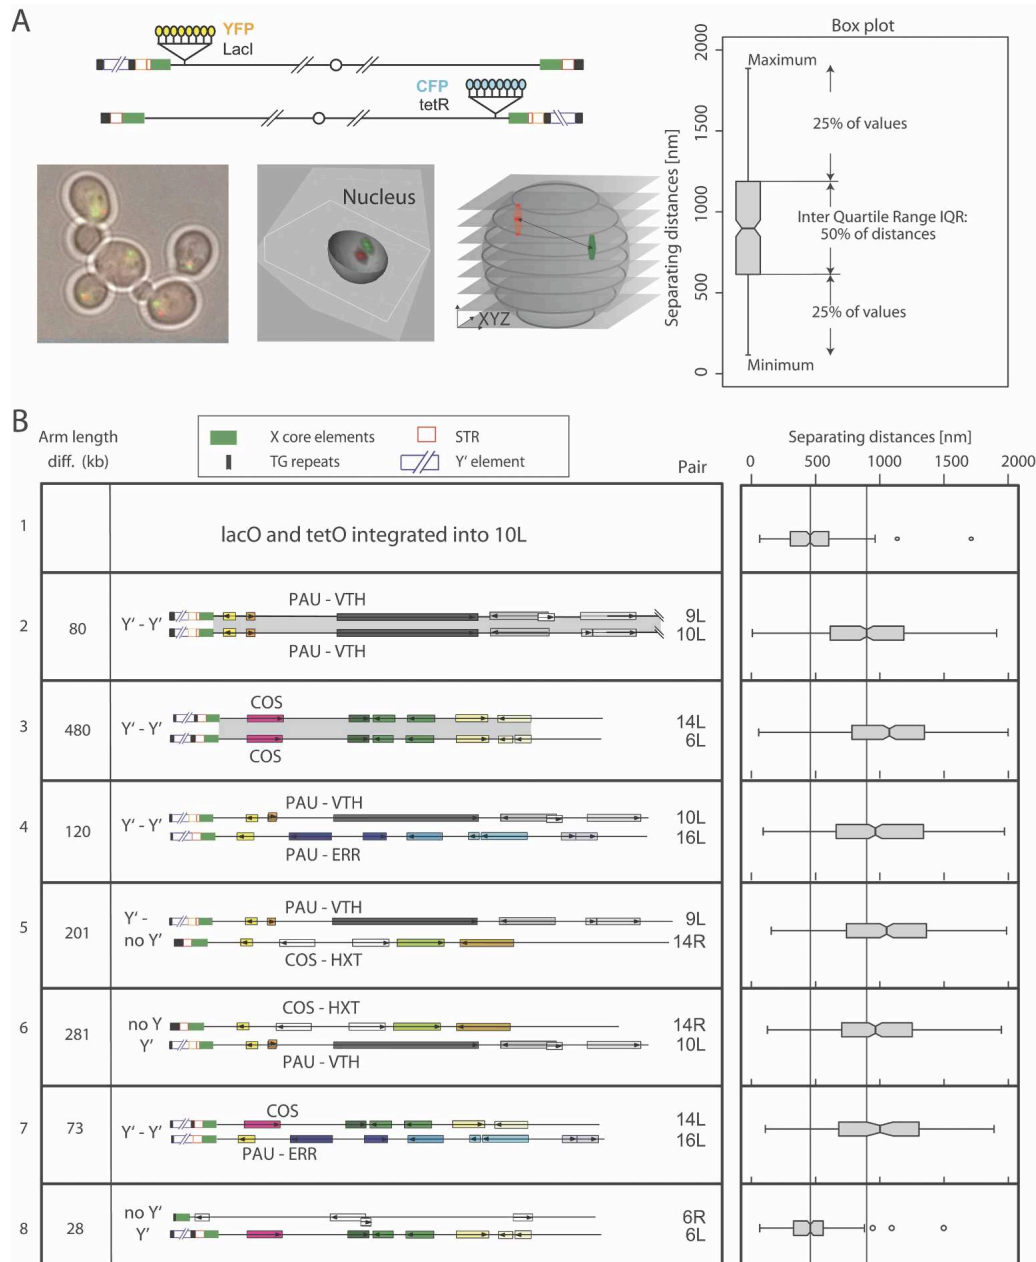 A
YFP
LacI
CFP
tetR
Nucleus
XYZ
Box plot
Separating distances [nm]
2000
1500
1000
500
0
Maximum
25% of values
Inter Quartile Range IQR:
50% of distances
25% of values
Minimum
B
Arm length
diff. (kb)
X core elements
STR
TG repeats
Y' element
Pair
Separating distances [nm]
0 500 1000 1500 2000
1
lacO and tetO integrated into 10L
2
80
Y' - Y'
PAU - VTH
PAU - VTH
9L
10L
3
480
Y' - Y'
COS
COS
14L
6L
4
120
Y' - Y'
PAU - VTH
PAU - ERR
10L
16L
5
201
Y' -
no Y'
PAU - VTH
COS - HXT
9L
14R
6
281
no Y
Y'
COS - HXT
PAU - VTH
14R
10L
7
73
Y' - Y'
COS
PAU - ERR
14L
16L
8
28
no Y'
Y'
6R
6L